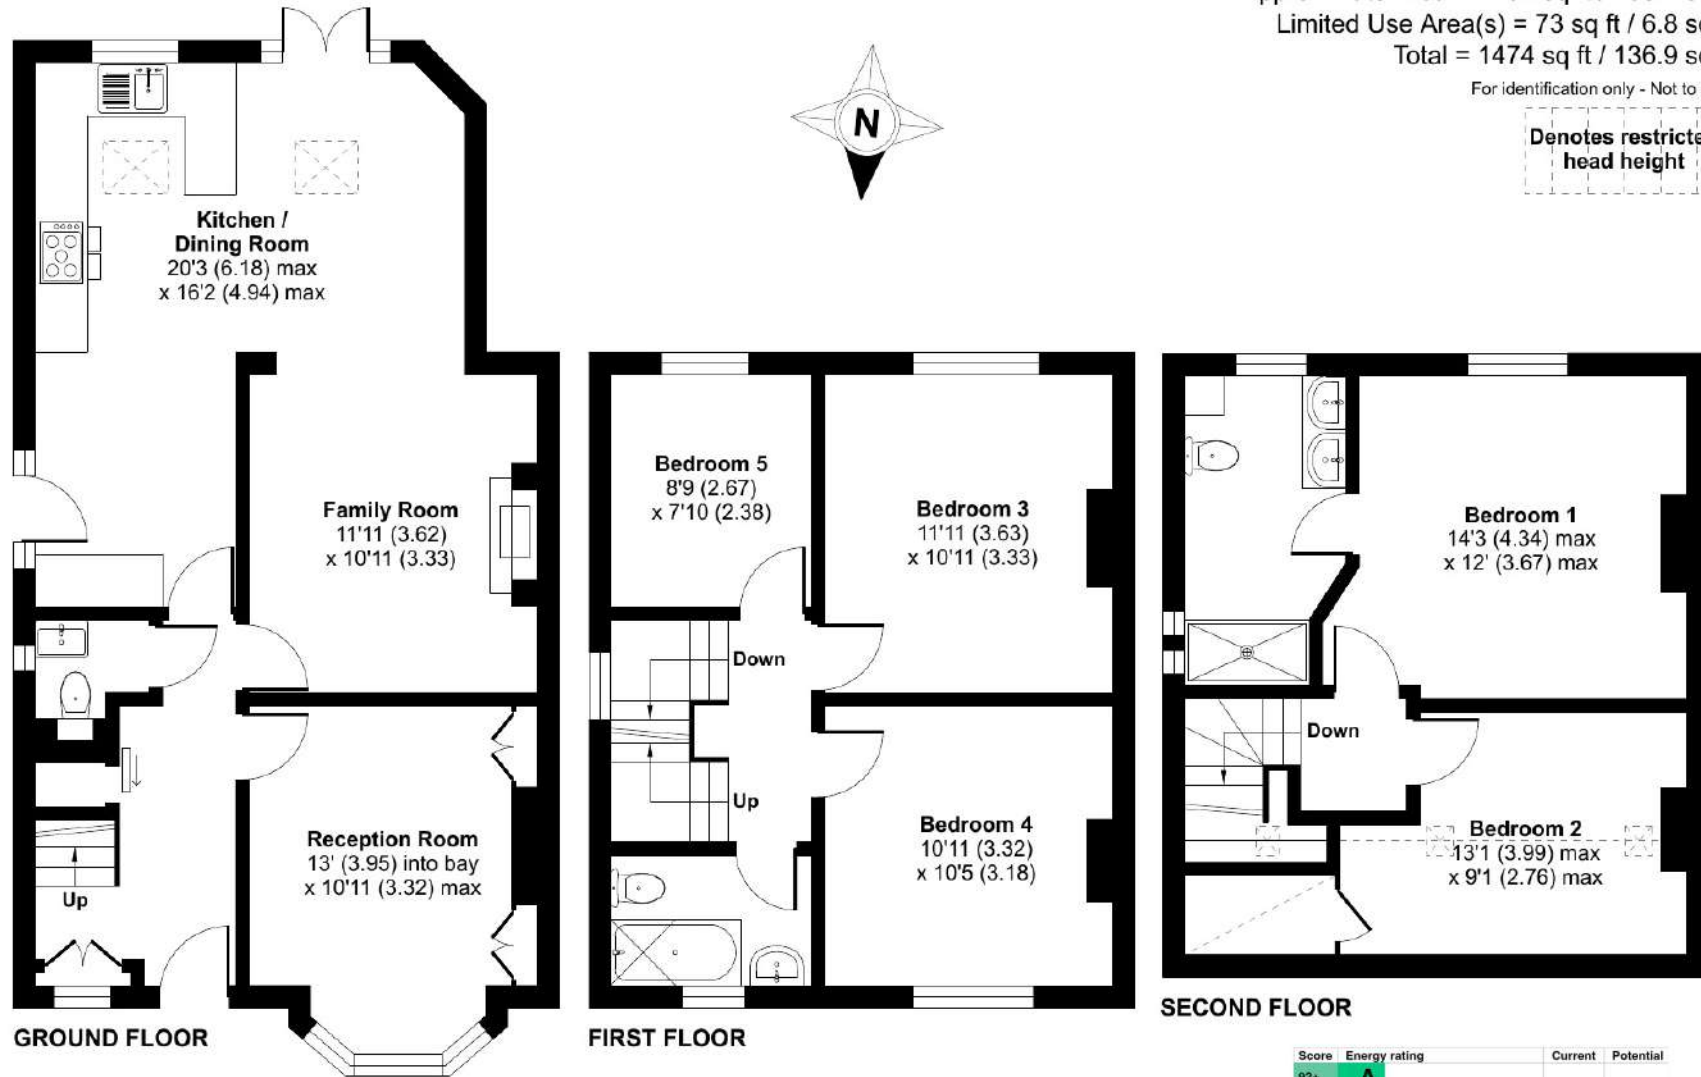 Limited Use Area(s) = 73 sq ft / 6.8
Total = 1474 sq ft / 136.9
For identification only - Not to
Denotes
head height
N
Kitchen /
Dining Room
20'3 (6.18) max
x 16'2 (4.94) max
Family Room
11'11 (3.62)
x 10'11 (3.33)
Reception Room
13' (3.95) into bay
x 10'11 (3.32) max
Up
GROUND FLOOR
Bedroom 5
8'9 (2.67)
x 7'10 (2.38)
Bedroom 3
11'11 (3.63)
x 10'11 (3.33)
Down
Up
Bedroom 4
10'11 (3.32)
x 10'5 (3.18)
FIRST FLOOR
Bedroom 1
14'3 (4.34) max
x 12' (3.67) max
Down
Bedroom 2
13'1 (3.99) max
x 9'1 (2.76) max
SECOND FLOOR
Score Energy rating Current Potential
A